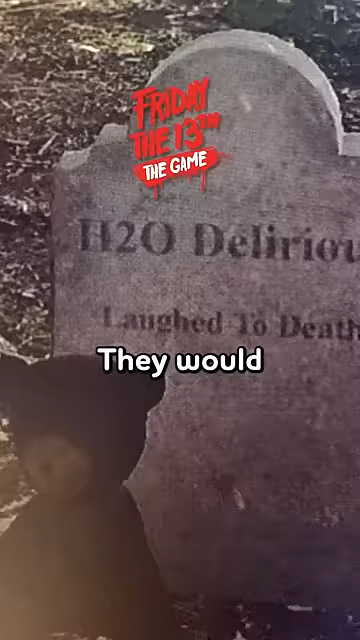 FRIDAY
THE 13TH
THE GAME
H2O Deliriou
Laughed To Death
They would